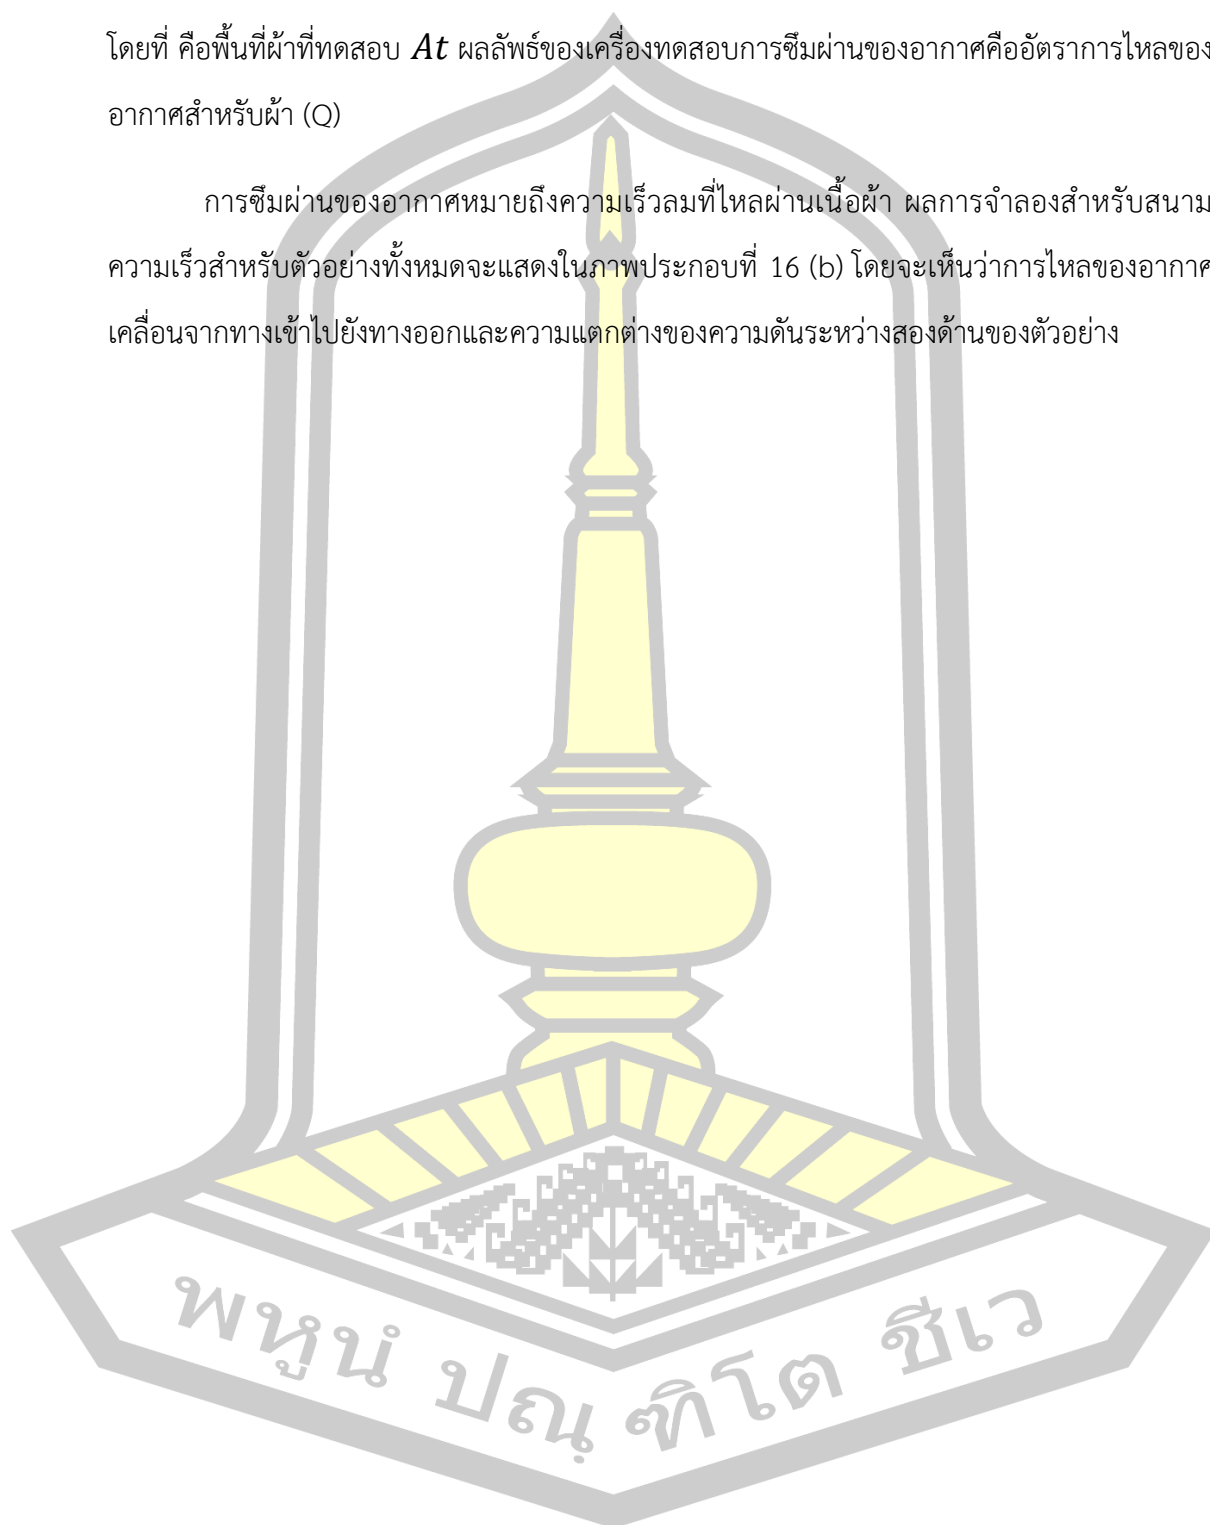 โดยที่ คือพื้นที่ผ้าที่ทดสอบ At ผลลัพธ์ของเครื่องทดสอบการซึมผ่านของอากาศคืออัตราการไหลของ
อากาศสำหรับผ้า (Q)
การซึมผ่านของอากาศหมายถึงความเร็วลมที่ไหลผ่านเนื้อผ้า ผลการจำลองสำหรับสนาม
ความเร็วสำหรับตัวอย่างทั้งหมดจะแสดงในภาพประกอบที่ 16 (b) โดยจะเห็นว่าการไหลของอากาศ
เคลื่อนจากทางเข้าไปยังทางออกและความแตกต่างของความดันระหว่างสองด้านของตัวอย่าง
พหูนํ ปณฺฑิโต ชีเว